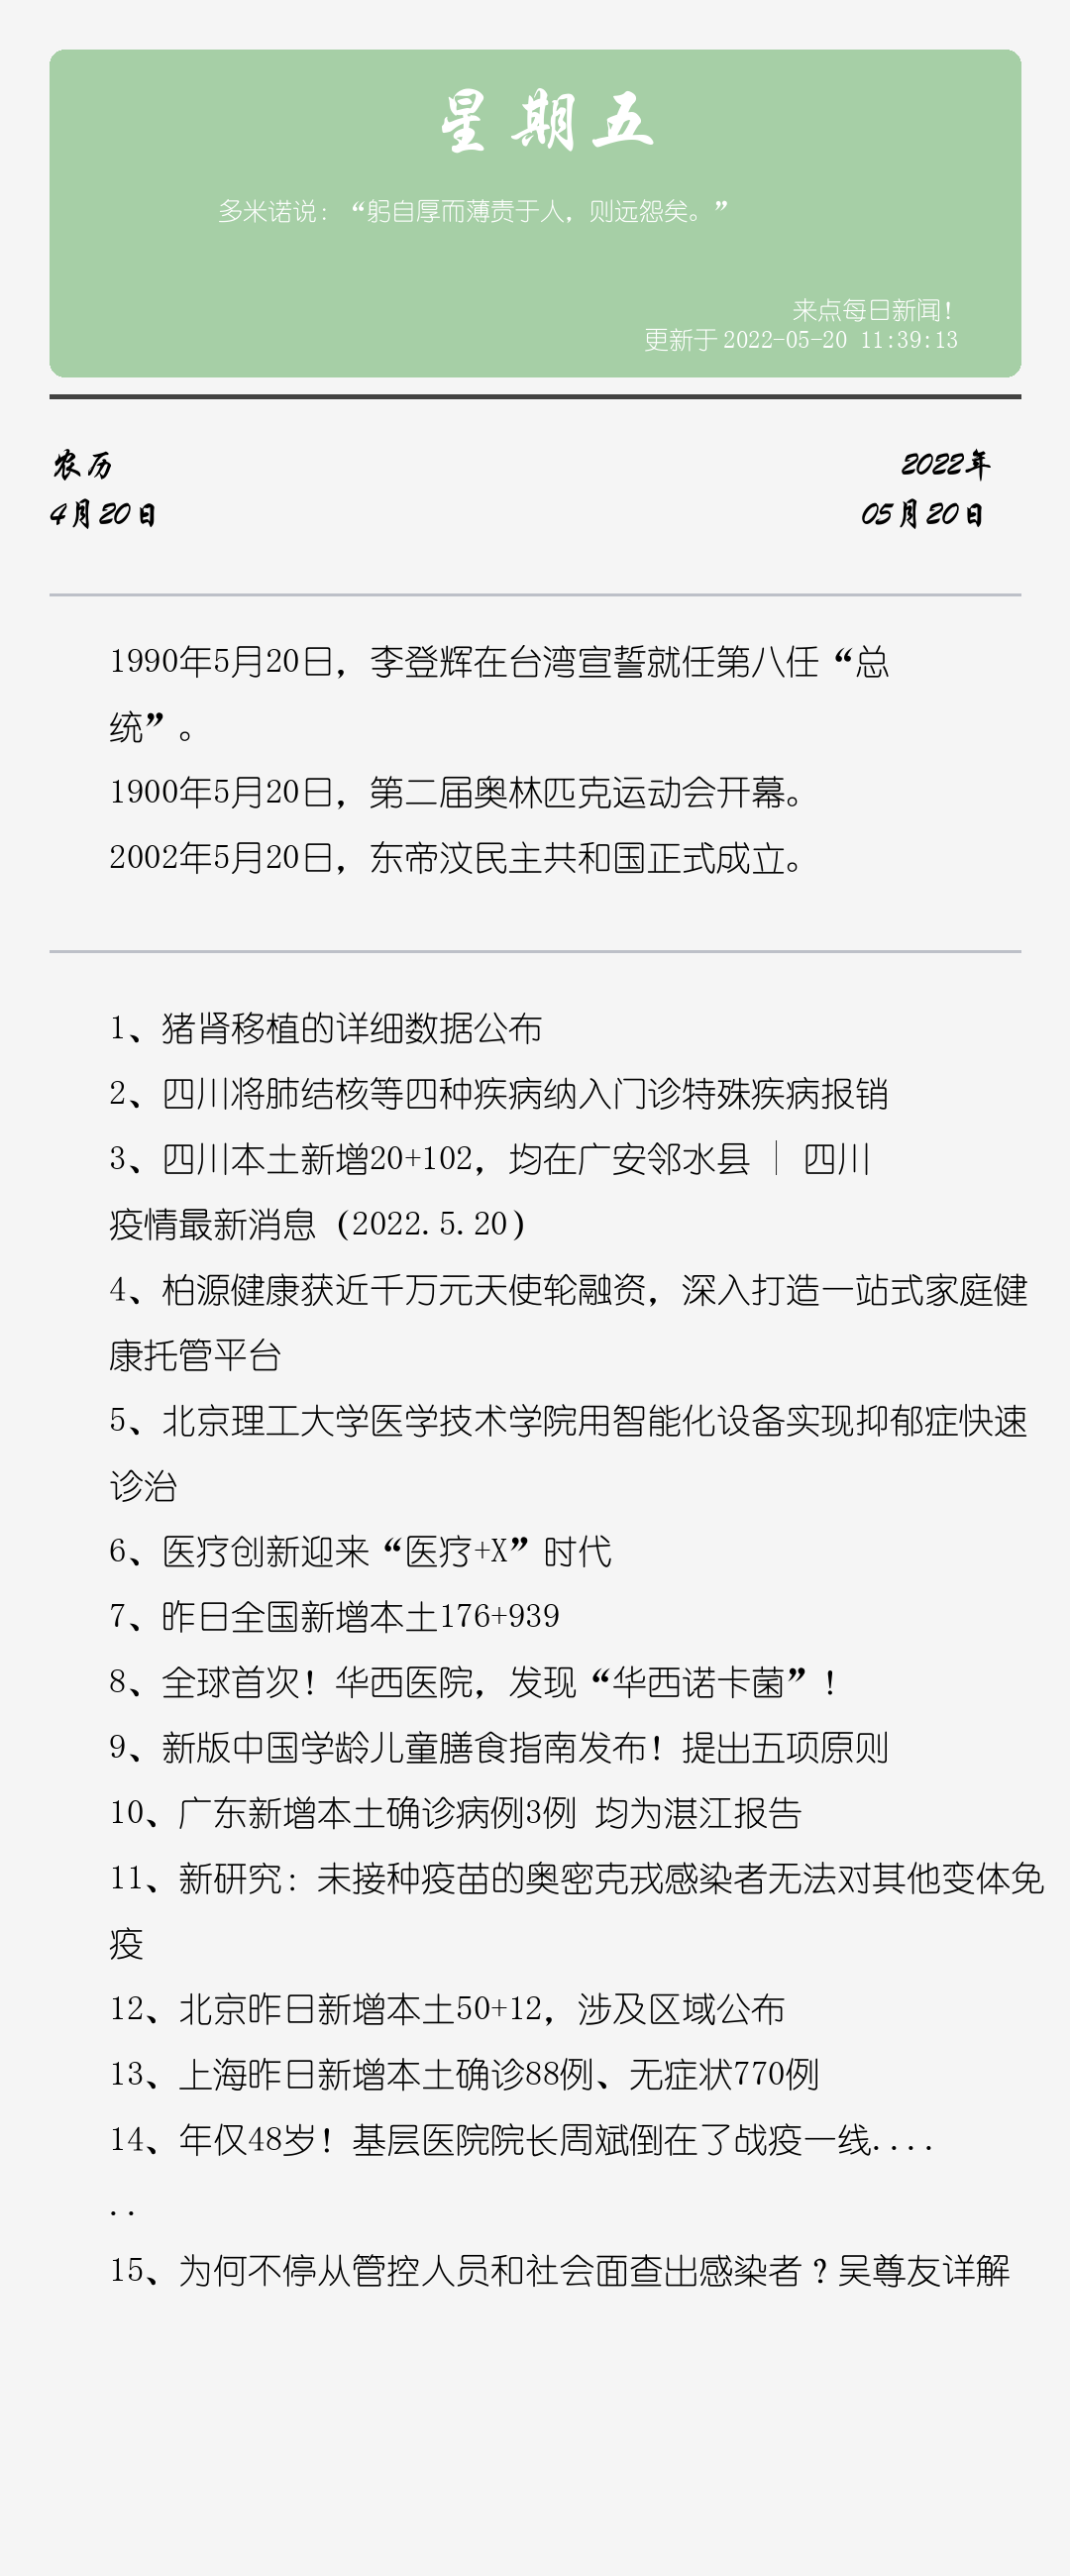 星期五
多米诺说：“躬自厚而薄责于人，则远怨矣。”
来点每日新闻！
更新于 2022-05-20 11:39:13
农历
2022年
4月20日
05月20日
1990年5月20日，李登辉在台湾宣誓就任第八任“总
统”。
1900年5月20日，第二届奥林匹克运动会开幕。
2002年5月20日，东帝汶民主共和国正式成立。
1、猪肾移植的详细数据公布
2、四川将肺结核等四种疾病纳入门诊特殊疾病报销
3、四川本土新增20+102，均在广安邻水县 | 四川
疫情最新消息（2022.5.20）
4、柏源健康获近千万元天使轮融资，深入打造一站式家庭健
康托管平台
5、北京理工大学医学技术学院用智能化设备实现抑郁症快速
诊治
6、医疗创新迎来“医疗+X”时代
7、昨日全国新增本土176+939
8、全球首次！华西医院，发现“华西诺卡菌”！
9、新版中国学龄儿童膳食指南发布！提出五项原则
10、广东新增本土确诊病例3例 均为湛江报告
11、新研究：未接种疫苗的奥密克戎感染者无法对其他变体免
疫
12、北京昨日新增本土50+12，涉及区域公布
13、上海昨日新增本土确诊88例、无症状770例
14、年仅48岁！基层医院院长周斌倒在了战疫一线....
..
15、为何不停从管控人员和社会面查出感染者？吴尊友详解